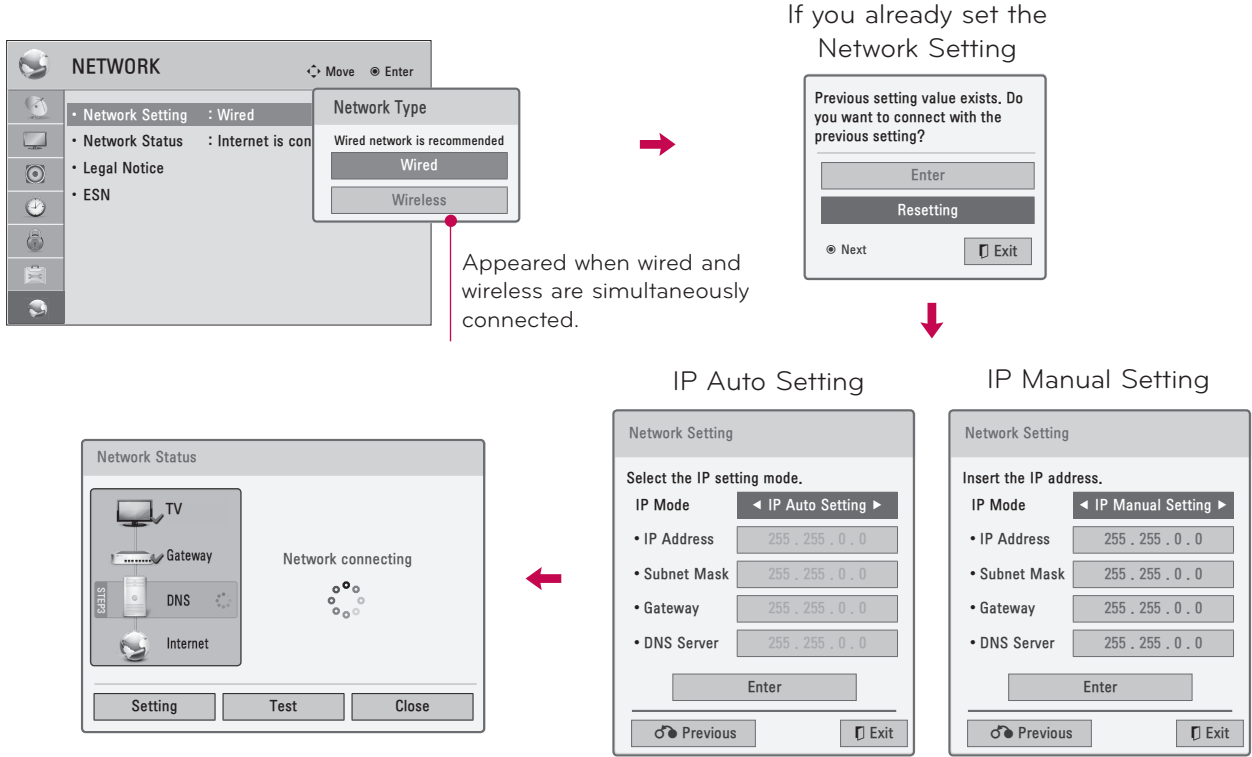 If you already set the
Network Setting
NETWORK
Move
Enter
• Network Setting : Wired
• Network Status : Internet is con
• Legal Notice
• ESN
Network Type
Wired network is recommended
Wired
Wireless
Appeared when wired and
wireless are simultaneously
connected.
Previous setting value exists. Do
you want to connect with the
previous setting?
Enter
Resetting
Next
Exit
IP Auto Setting
Network Setting
Select the IP setting mode.
IP Mode ◄ IP Auto Setting ►
• IP Address 255 . 255 . 0 . 0
• Subnet Mask 255 . 255 . 0 . 0
• Gateway 255 . 255 . 0 . 0
• DNS Server 255 . 255 . 0 . 0
Enter
Previous
Exit
IP Manual Setting
Network Setting
Insert the IP address.
IP Mode ◄ IP Manual Setting ►
• IP Address 255 . 255 . 0 . 0
• Subnet Mask 255 . 255 . 0 . 0
• Gateway 255 . 255 . 0 . 0
• DNS Server 255 . 255 . 0 . 0
Enter
Previous
Exit
Network Status
TV
Gateway
STEP3
DNS
Internet
Network connecting
Setting
Test
Close